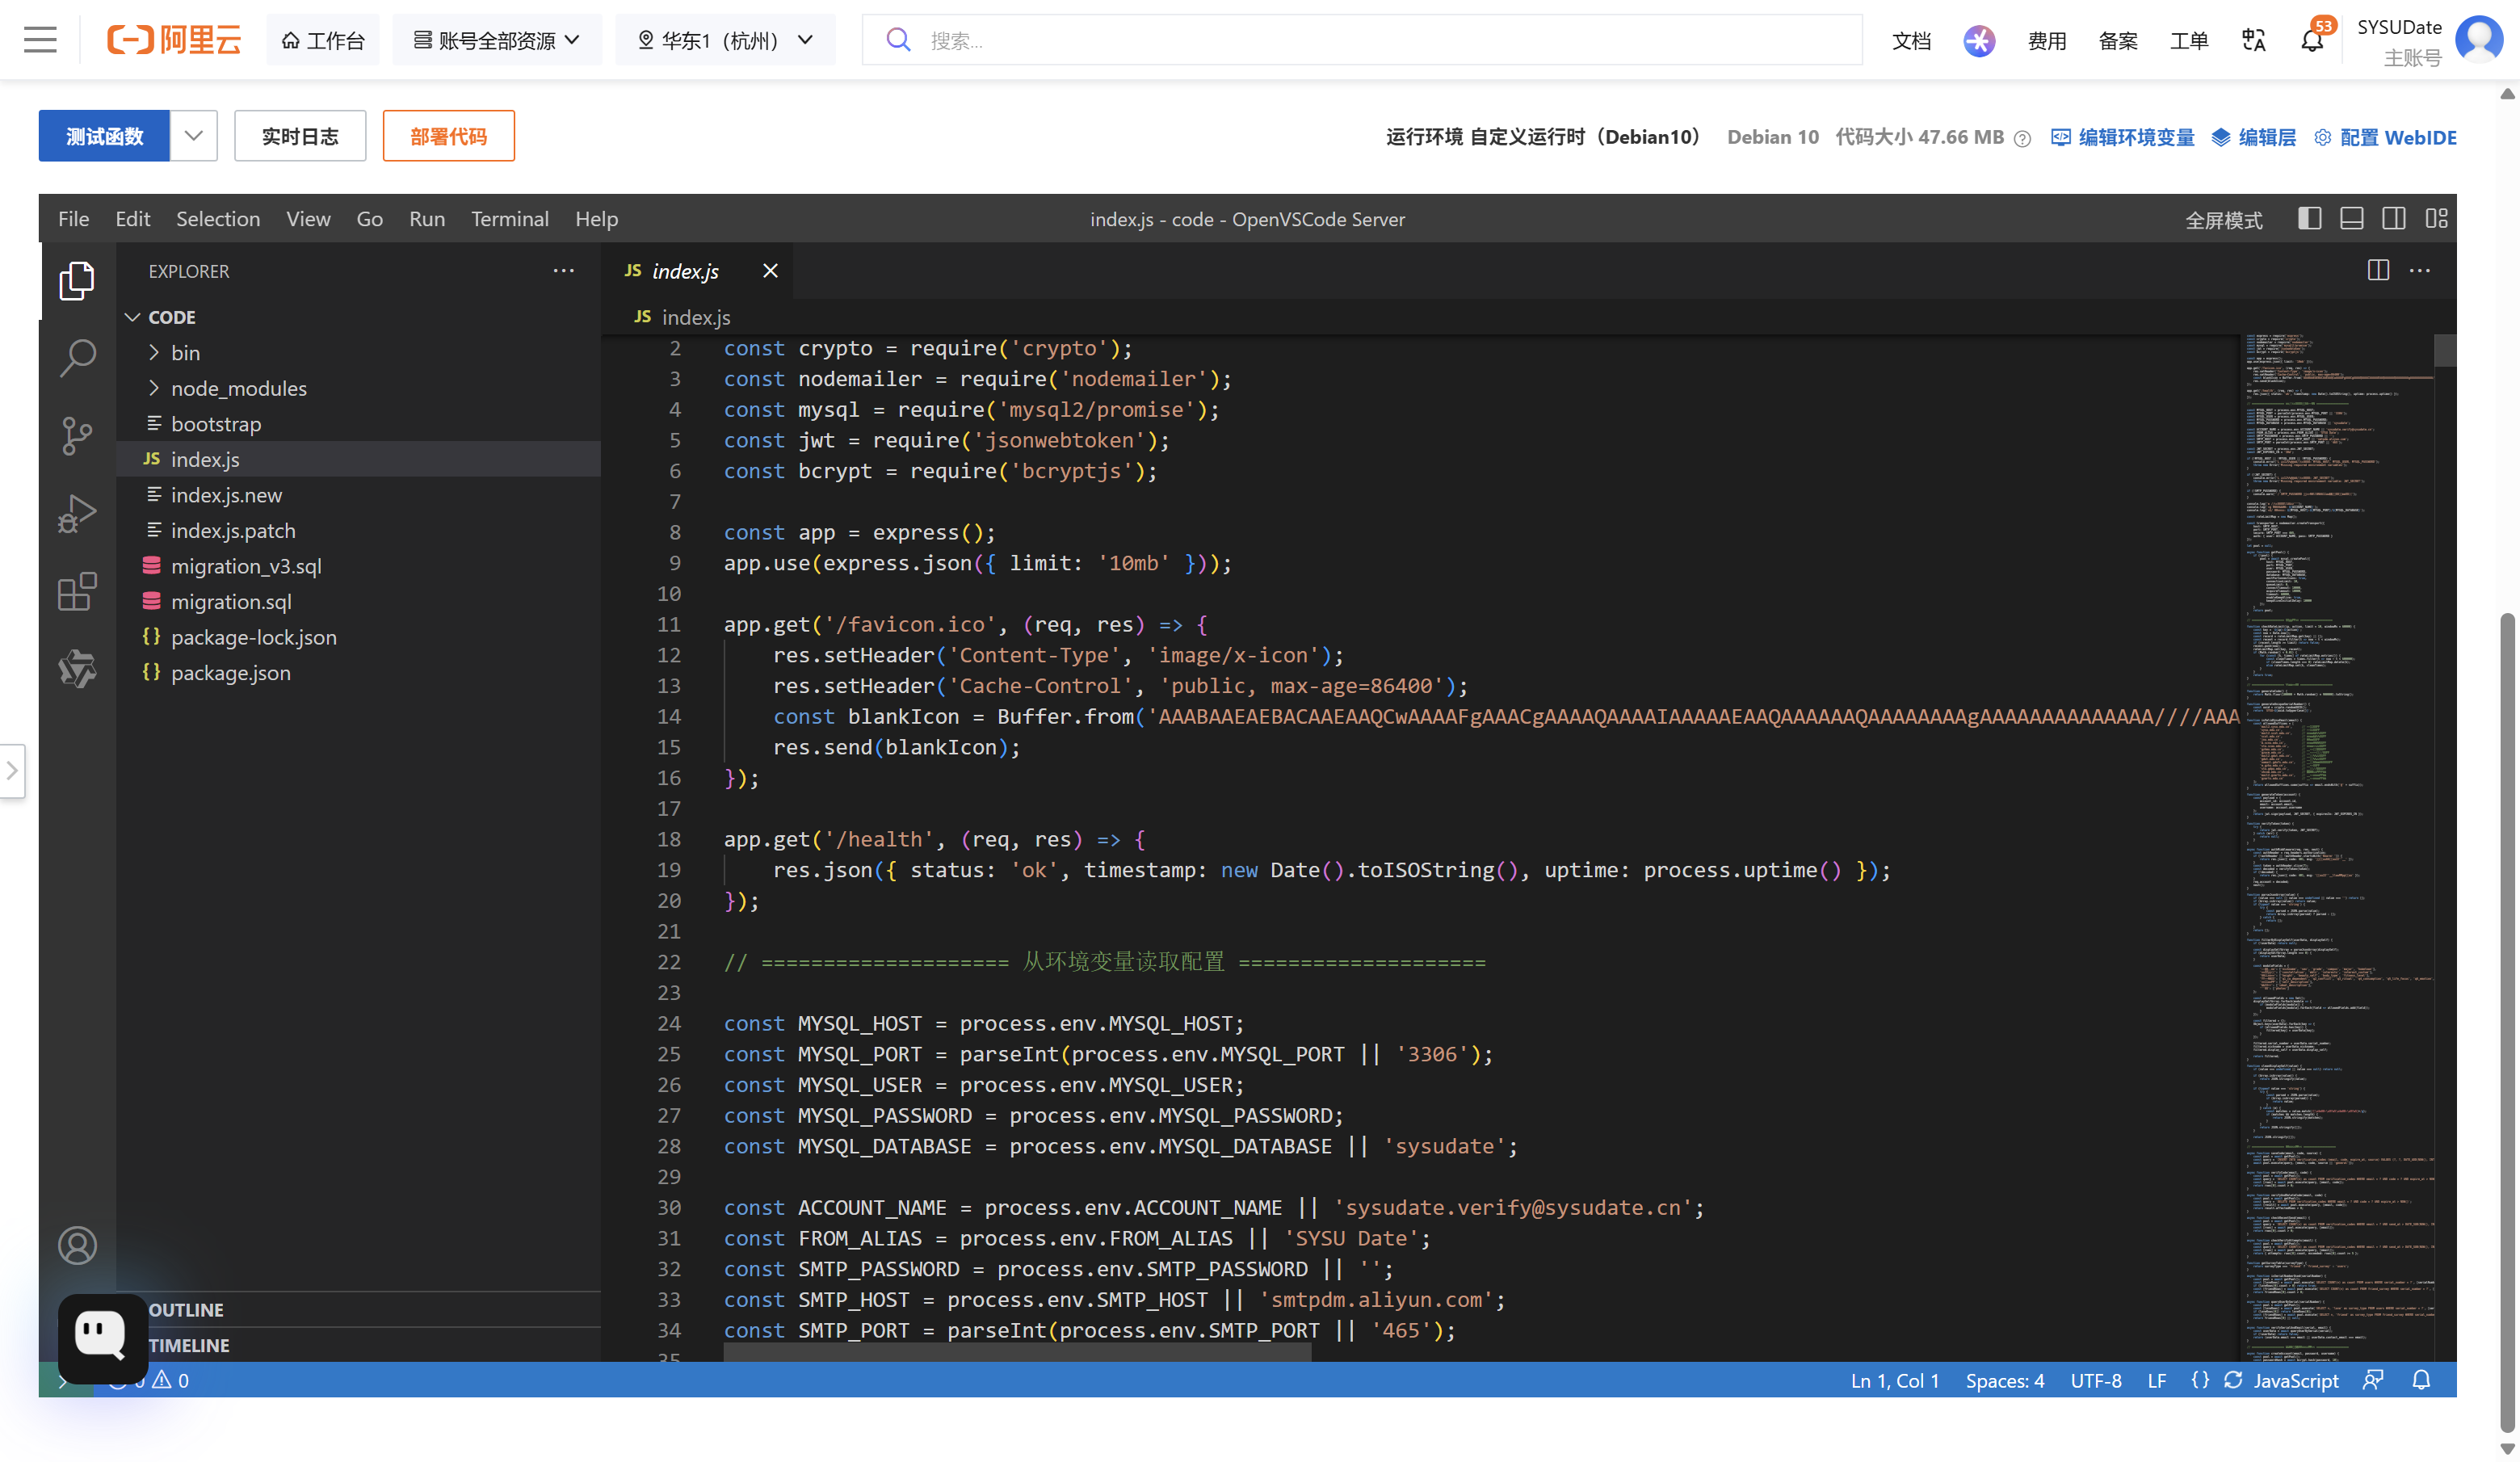 阿里云
工作台
账号全部资源
华东1（杭州）
搜索...
文档
费用
备案
工单
53
SYSUDate
主账号
测试函数
实时日志
部署代码
运行环境 自定义运行时（Debian10） Debian 10 代码大小 47.66 MB
编辑环境变量
编辑层
配置 WebIDE
File Edit Selection View Go Run Terminal Help
index.js - code - OpenVSCode Server
全屏模式
EXPLORER
CODE
bin
node_modules
bootstrap
JS index.js
index.js.new
index.js.patch
migration_v3.sql
migration.sql
{} package-lock.json
{} package.json
OUTLINE
TIMELINE
JS index.js
JS index.js
2 const crypto = require('crypto');
3 const nodemailer = require('nodemailer');
4 const mysql = require('mysql2/promise');
5 const jwt = require('jsonwebtoken');
6 const bcrypt = require('bcryptjs');
7
8 const app = express();
9 app.use(express.json({ limit: '10mb' }));
10
11 app.get('/favicon.ico', (req, res) => {
12     res.setHeader('Content-Type', 'image/x-icon');
13     res.setHeader('Cache-Control', 'public, max-age=86400');
14     const blankIcon = Buffer.from('AAABAAEAEBACAAEAAQCwAAAAFgAAACgAAAAQAAAAIAAAAAEAAQAAAAAAQAAAAAAAAgAAAAAAAAAAAAAA////AAA
15     res.send(blankIcon);
16 });
17
18 app.get('/health', (req, res) => {
19     res.json({ status: 'ok', timestamp: new Date().toISOString(), uptime: process.uptime() });
20 });
21
22 // ==================== 从环境变量读取配置 ====================
23
24 const MYSQL_HOST = process.env.MYSQL_HOST;
25 const MYSQL_PORT = parseInt(process.env.MYSQL_PORT || '3306');
26 const MYSQL_USER = process.env.MYSQL_USER;
27 const MYSQL_PASSWORD = process.env.MYSQL_PASSWORD;
28 const MYSQL_DATABASE = process.env.MYSQL_DATABASE || 'sysudate';
29
30 const ACCOUNT_NAME = process.env.ACCOUNT_NAME || 'sysudate.verify@sysudate.cn';
31 const FROM_ALIAS = process.env.FROM_ALIAS || 'SYSU Date';
32 const SMTP_PASSWORD = process.env.SMTP_PASSWORD || '';
33 const SMTP_HOST = process.env.SMTP_HOST || 'smtpdm.aliyun.com';
34 const SMTP_PORT = parseInt(process.env.SMTP_PORT || '465');
35
0 0
Ln 1, Col 1 Spaces: 4 UTF-8 LF {} JavaScript